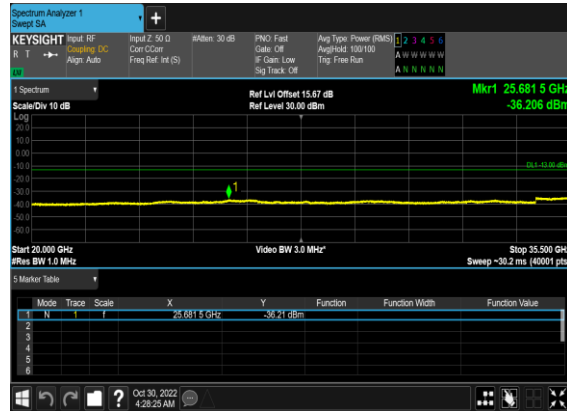 Spectrum Analyzer 1
Swept SA
+
KEYSIGHT Input: RF Input Z: 50 Ω #Atten: 30 dB PNO: Fast Avg Type: Power (RMS) 1 2 3 4 5 6
R T Coupling: DC Corr CCorr Gate: Off Avg|Hold: 100/100 A W W W W W
Align: Auto Freq Ref: Int (S) IF Gain: Low Trig: Free Run
Sig Track: Off A N N N N N
LW
1 Spectrum Ref Lvl Offset 15.67 dB Mkr1 25.681 5 GHz
Scale/Div 10 dB Ref Level 30.00 dBm -36.206 dBm
Log
20.0
10.0
0.00
-10.0
DL1 -13.00 dBm
-20.0
-30.0
1
-40.0
-50.0
-60.0
Start 20.000 GHz Video BW 3.0 MHz* Stop 35.500 GHz
#Res BW 1.0 MHz Sweep ~30.2 ms (40001 pts)
5 Marker Table
Mode Trace Scale X Y Function Function Width Function Value
1 N 1 f 25.681 5 GHz -36.21 dBm
2
3
4
5
6
? Oct 30, 2022
4:28:25 AM